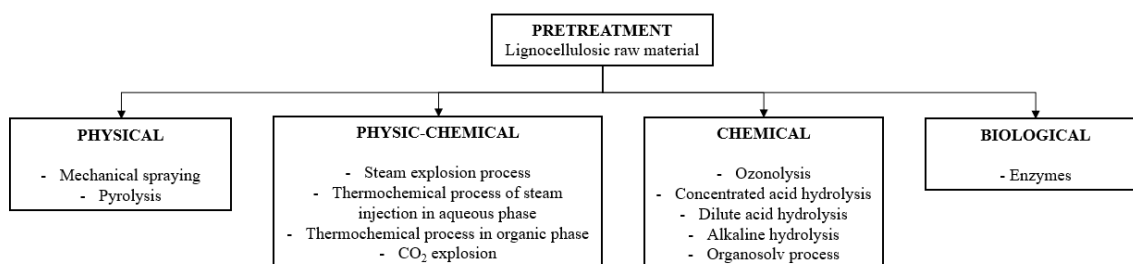 PRETREATMENT
Lignocellulosic raw material
PHYSICAL
- Mechanical spraying
- Pyrolysis
PHYSIC-CHEMICAL
- Steam explosion process
- Thermochemical process of steam
injection in aqueous phase
- Thermochemical process in organic phase
- CO₂ explosion
CHEMICAL
- Ozonolysis
- Concentrated acid hydrolysis
- Dilute acid hydrolysis
- Alkaline hydrolysis
- Organosolv process
BIOLOGICAL
- Enzymes